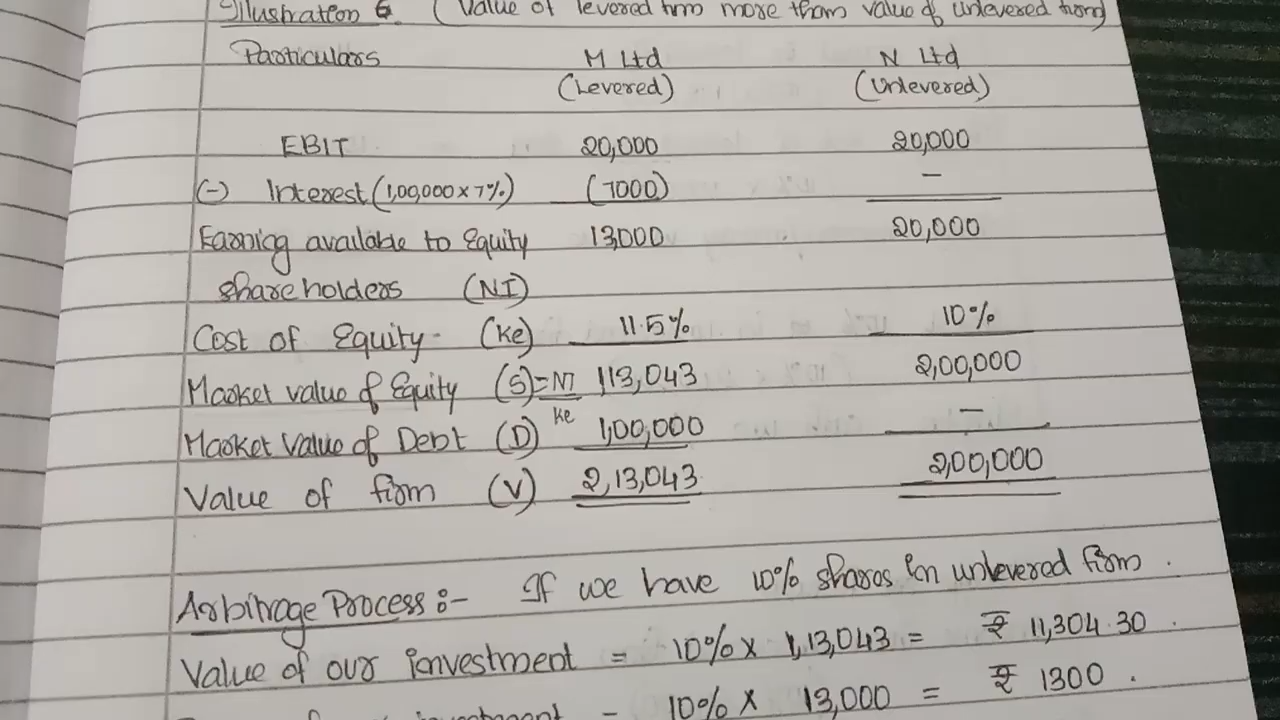 Illustration 6. (Value of levered firm more than value of unlevered firm)
Particulars M Ltd N Ltd
(Levered) (Unlevered)
EBIT 20,000 20,000
(-) Interest (1,00,000 x 7%) (7000) -
Earning available to Equity 13,000 20,000
shareholders (NI)
Cost of Equity (Ke) 11.5% 10%
Market value of Equity (S)= NI 113,043 2,00,000
Ke
Market Value of Debt (D) 1,00,000 -
Value of firm (V) 2,13,043 2,00,000
Arbitrage Process :- If we have 10% shares in unlevered firm.
Value of our investment = 10% x 1,13,043 = ₹ 11,304.30
investment = 10% x 13,000 = ₹ 1300.